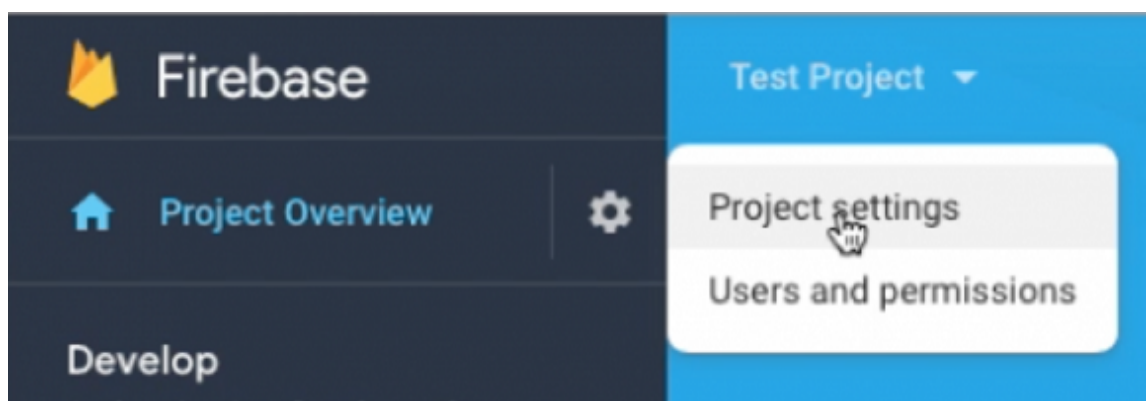 Firebase
Test Project
Project Overview
Project settings
Users and permissions
Develop